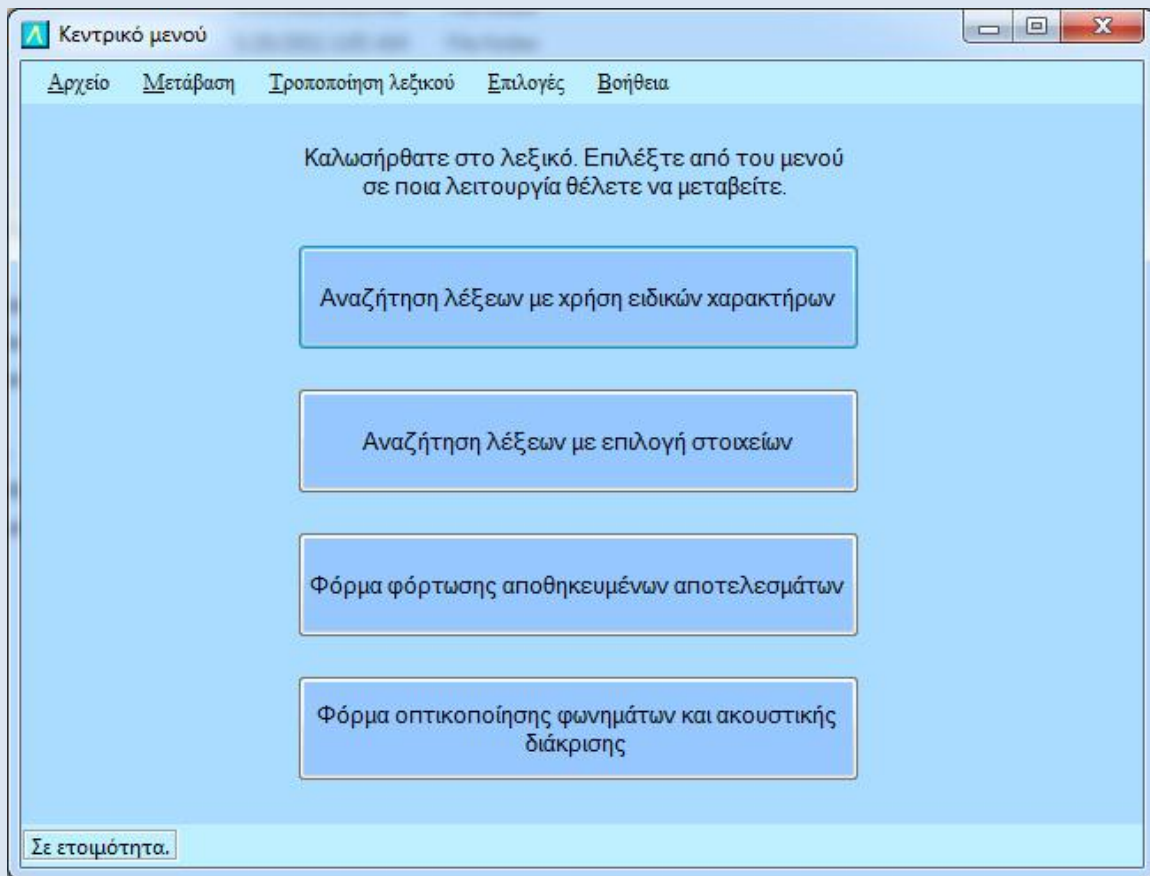 Κεντρικό μενού
Αρχείο Μετάβαση Τροποποίηση λεξικού Επιλογές Βοήθεια
Καλωσήρθατε στο λεξικό. Επιλέξτε από του μενού
σε ποια λειτουργία θέλετε να μεταβείτε.
Αναζήτηση λέξεων με χρήση ειδικών χαρακτήρων
Αναζήτηση λέξεων με επιλογή στοιχείων
Φόρμα φόρτωσης αποθηκευμένων αποτελεσμάτων
Φόρμα οπτικοποίησης φωνημάτων και ακουστικής
διάκρισης
Σε ετοιμότητα.